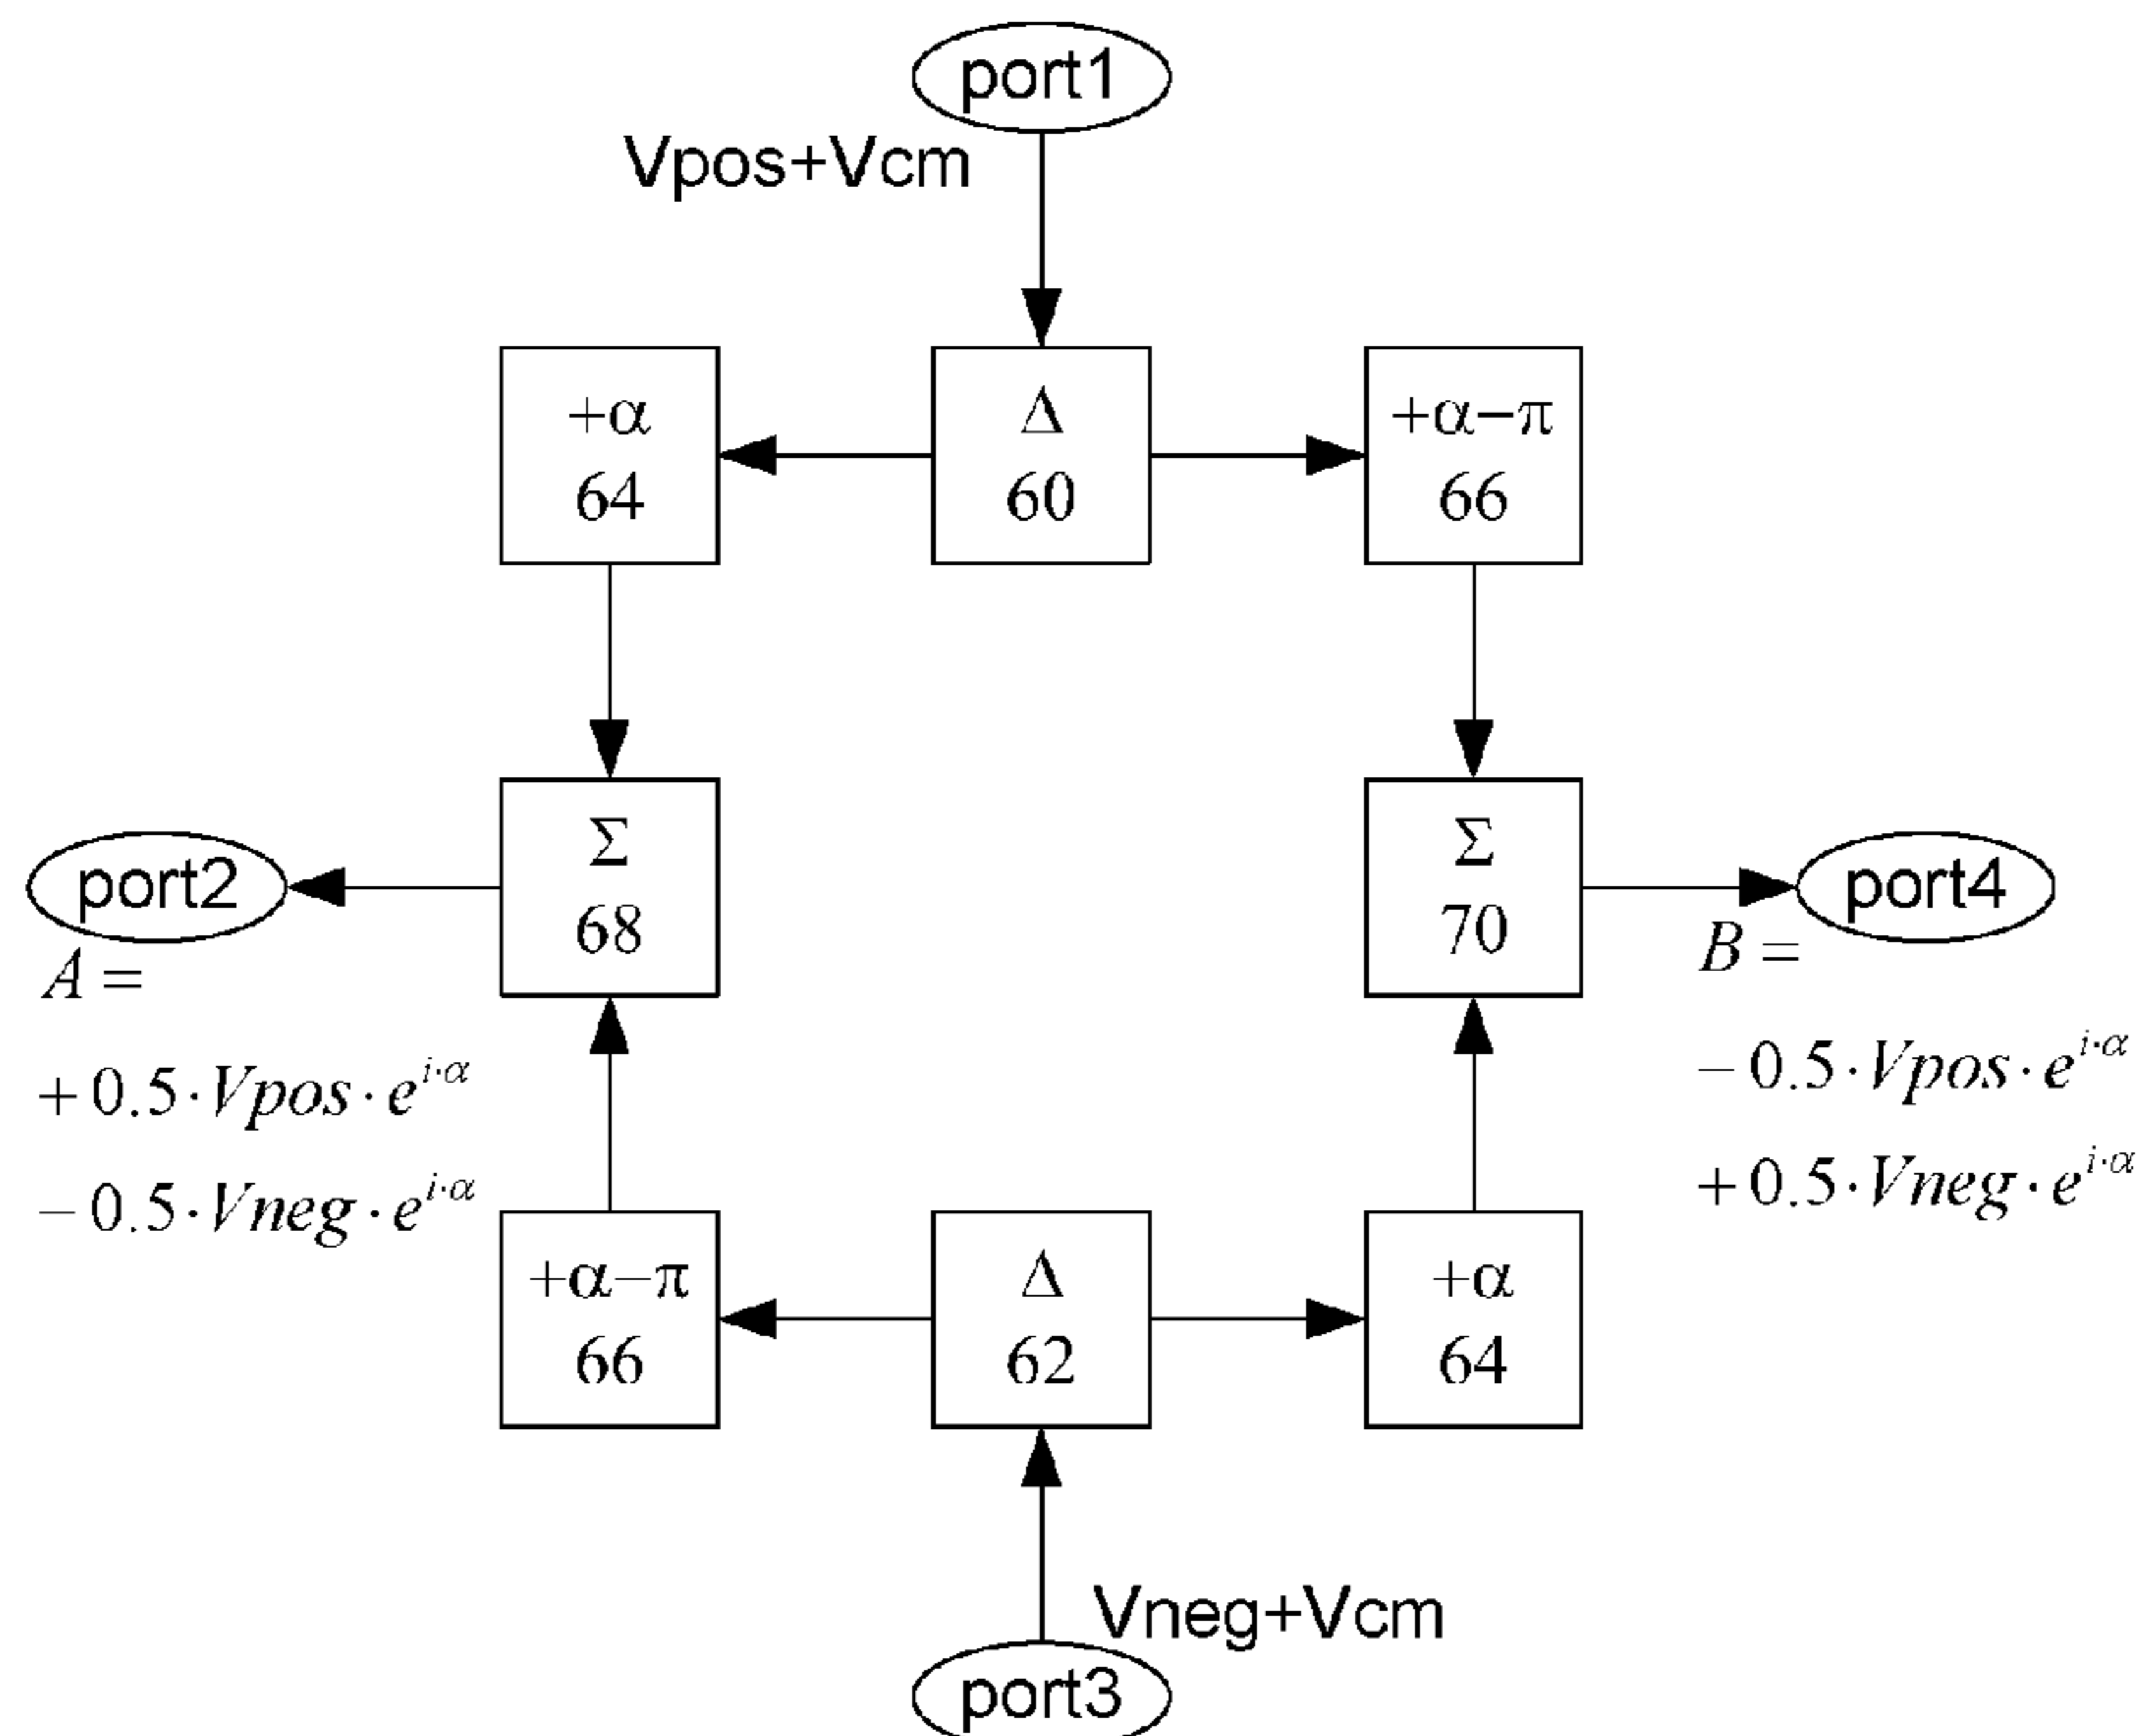 port1
Vpos+Vcm
+α
64
Δ
60
+α−π
66
port2
Σ
68
Σ
70
port4
A =
+ 0.5·Vpos·e^{i·α}
− 0.5·Vneg·e^{i·α}
B =
− 0.5·Vpos·e^{i·α}
+ 0.5·Vneg·e^{i·α}
+α−π
66
Δ
62
+α
64
Vneg+Vcm
port3